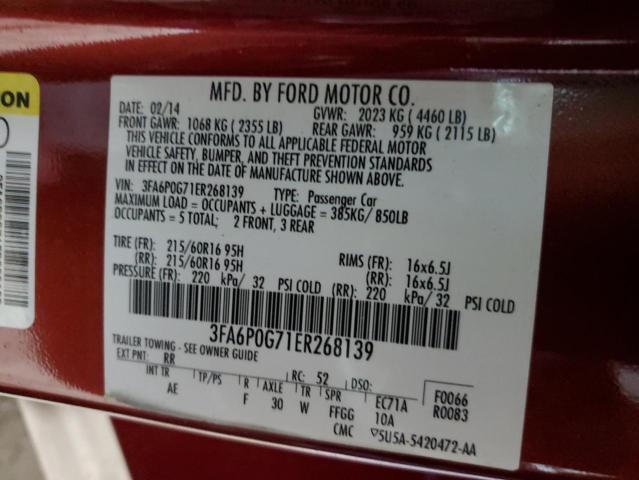 MFD. BY FORD MOTOR CO.
DATE: 02/14 GVWR: 2023 KG ( 4460 LB)
FRONT GAWR: 1068 KG ( 2355 LB) REAR GAWR: 959 KG ( 2115 LB)
THIS VEHICLE CONFORMS TO ALL APPLICABLE FEDERAL MOTOR
VEHICLE SAFETY, BUMPER, AND THEFT PREVENTION STANDARDS
IN EFFECT ON THE DATE OF MANUFACTURE SHOWN ABOVE.
VIN: 3FA6P0G71ER268139 TYPE: Passenger Car
MAXIMUM LOAD = OCCUPANTS + LUGGAGE = 385KG/ 850LB
OCCUPANTS = 5 TOTAL; 2 FRONT, 3 REAR
TIRE (FR): 215/60R16 95H RIMS (FR): 16x6.5J
(RR): 215/60R16 95H (RR): 16x6.5J
PRESSURE (FR): 220 kPa/ 32 PSI COLD (RR): 220 kPa/ 32 PSI COLD
3FA6P0G71ER268139
TRAILER TOWING - SEE OWNER GUIDE
EXT PNT: RR RC: 52 DSO: F0066
INT TR TP/PS R AXLE TR SPR EC71A R0083
AE F 30 W FFGG 10A
CMC 5U5A-5420472-AA
ON